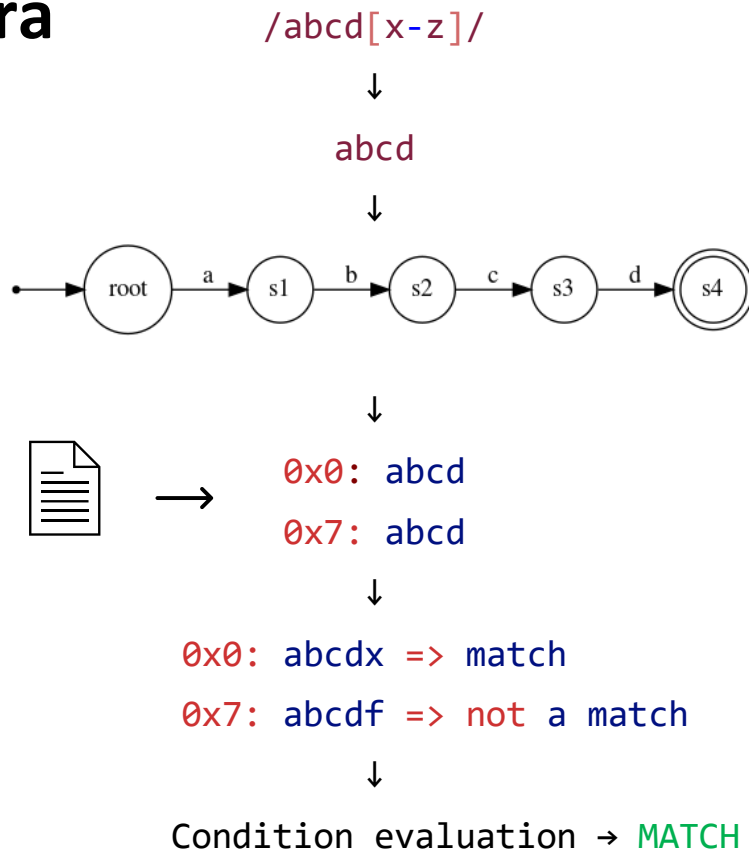 ra
/abcd[x-z]/
↓
abcd
↓
a b c d
root s1 s2 s3 s4
↓
0x0: abcd
→
0x7: abcd
↓
0x0: abcdx => match
0x7: abcdf => not a match
↓
Condition evaluation → MATCH